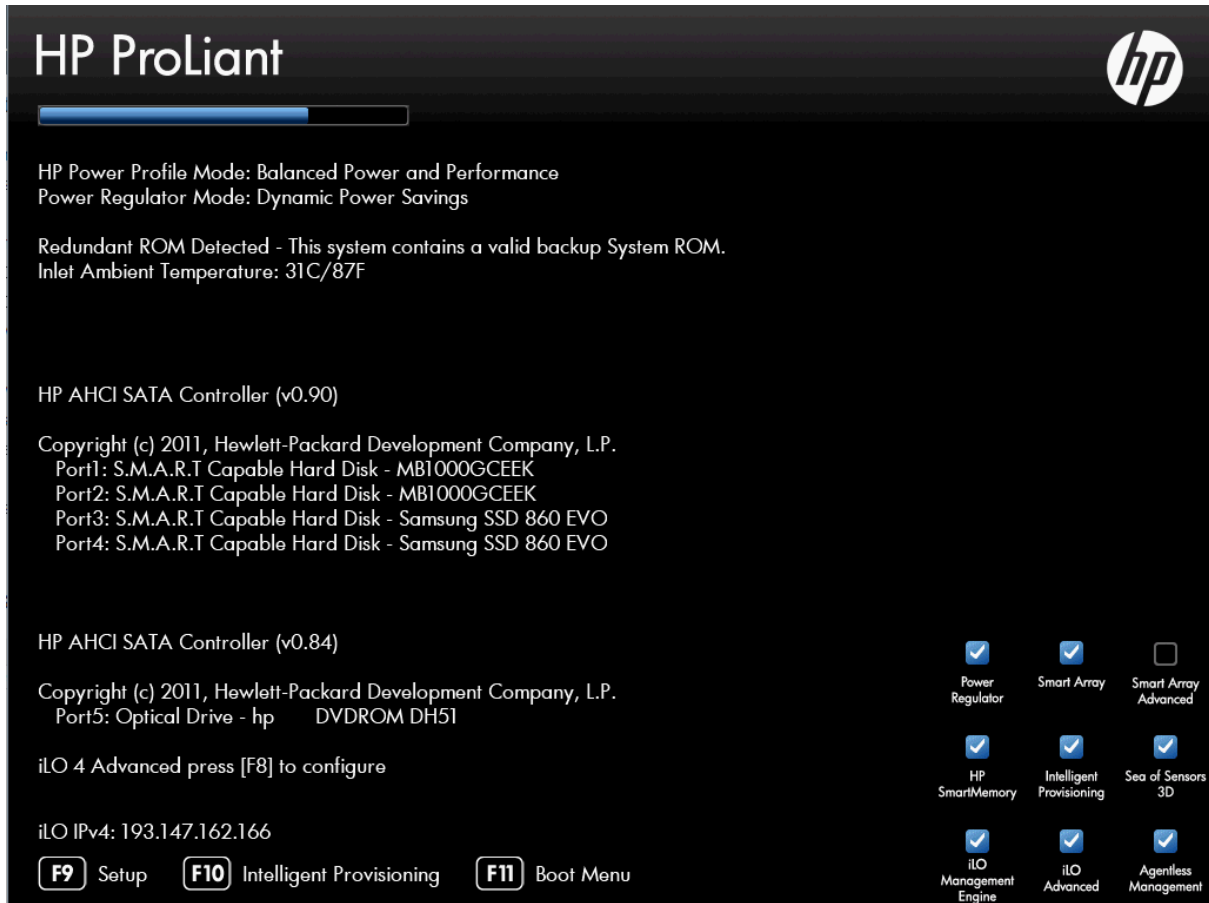 HP ProLiant
hp
HP Power Profile Mode: Balanced Power and Performance
Power Regulator Mode: Dynamic Power Savings
Redundant ROM Detected - This system contains a valid backup System ROM.
Inlet Ambient Temperature: 31C/87F
HP AHCI SATA Controller (v0.90)
Copyright (c) 2011, Hewlett-Packard Development Company, L.P.
Port1: S.M.A.R.T Capable Hard Disk - MB1000GCEEK
Port2: S.M.A.R.T Capable Hard Disk - MB1000GCEEK
Port3: S.M.A.R.T Capable Hard Disk - Samsung SSD 860 EVO
Port4: S.M.A.R.T Capable Hard Disk - Samsung SSD 860 EVO
HP AHCI SATA Controller (v0.84)
Copyright (c) 2011, Hewlett-Packard Development Company, L.P.
Port5: Optical Drive - hp DVDROM DH51
iLO 4 Advanced press [F8] to configure
iLO IPv4: 193.147.162.166
F9 Setup F10 Intelligent Provisioning F11 Boot Menu
Power Regulator
Smart Array
Smart Array Advanced
HP SmartMemory
Intelligent Provisioning
Sea of Sensors 3D
iLO Management Engine
iLO Advanced
Agentless Management